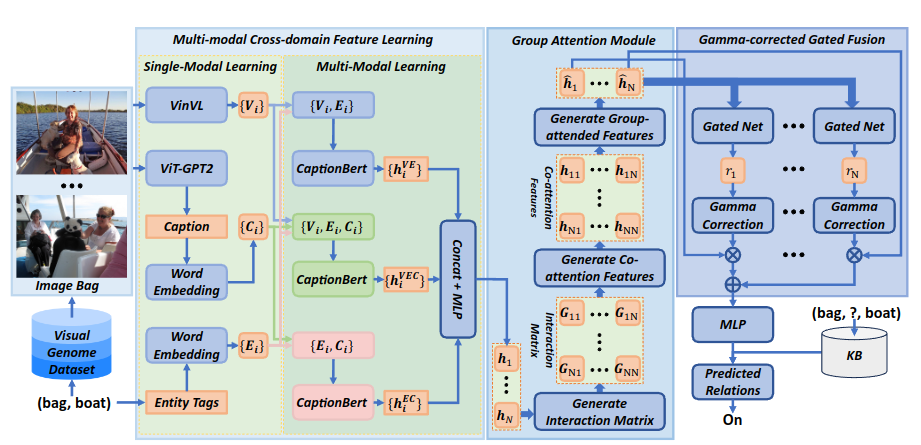 Multi-modal Cross-domain Feature Learning
Single-Modal Learning
Multi-Modal Learning
Image Bag
Visual
Genome
Dataset
(bag, boat)
VinVL
{V_i}
ViT-GPT2
Caption
{C_i}
Word
Embedding
Word
Embedding
{E_i}
Entity Tags
{V_i, E_i}
CaptionBert
{h_i^{VE}}
{V_i, E_i, C_i}
CaptionBert
{h_i^{VEC}}
{E_i, C_i}
CaptionBert
{h_i^{EC}}
Concat + MLP
h_1
h_N
Group Attention Module
ĥ_1 ••• ĥ_N
Generate Group-
attended Features
Co-attention
Features
h_{11} ••• h_{1N}
h_{N1} ••• h_{NN}
Generate Co-
attention Features
Interaction
Matrix
G_{11} ••• G_{1N}
G_{N1} ••• G_{NN}
Generate
Interaction Matrix
Gamma-corrected Gated Fusion
Gated Net ••• Gated Net
r_1 ••• r_N
Gamma
Correction
Gamma
Correction
MLP
(bag, ?, boat)
KB
Predicted
Relations
On